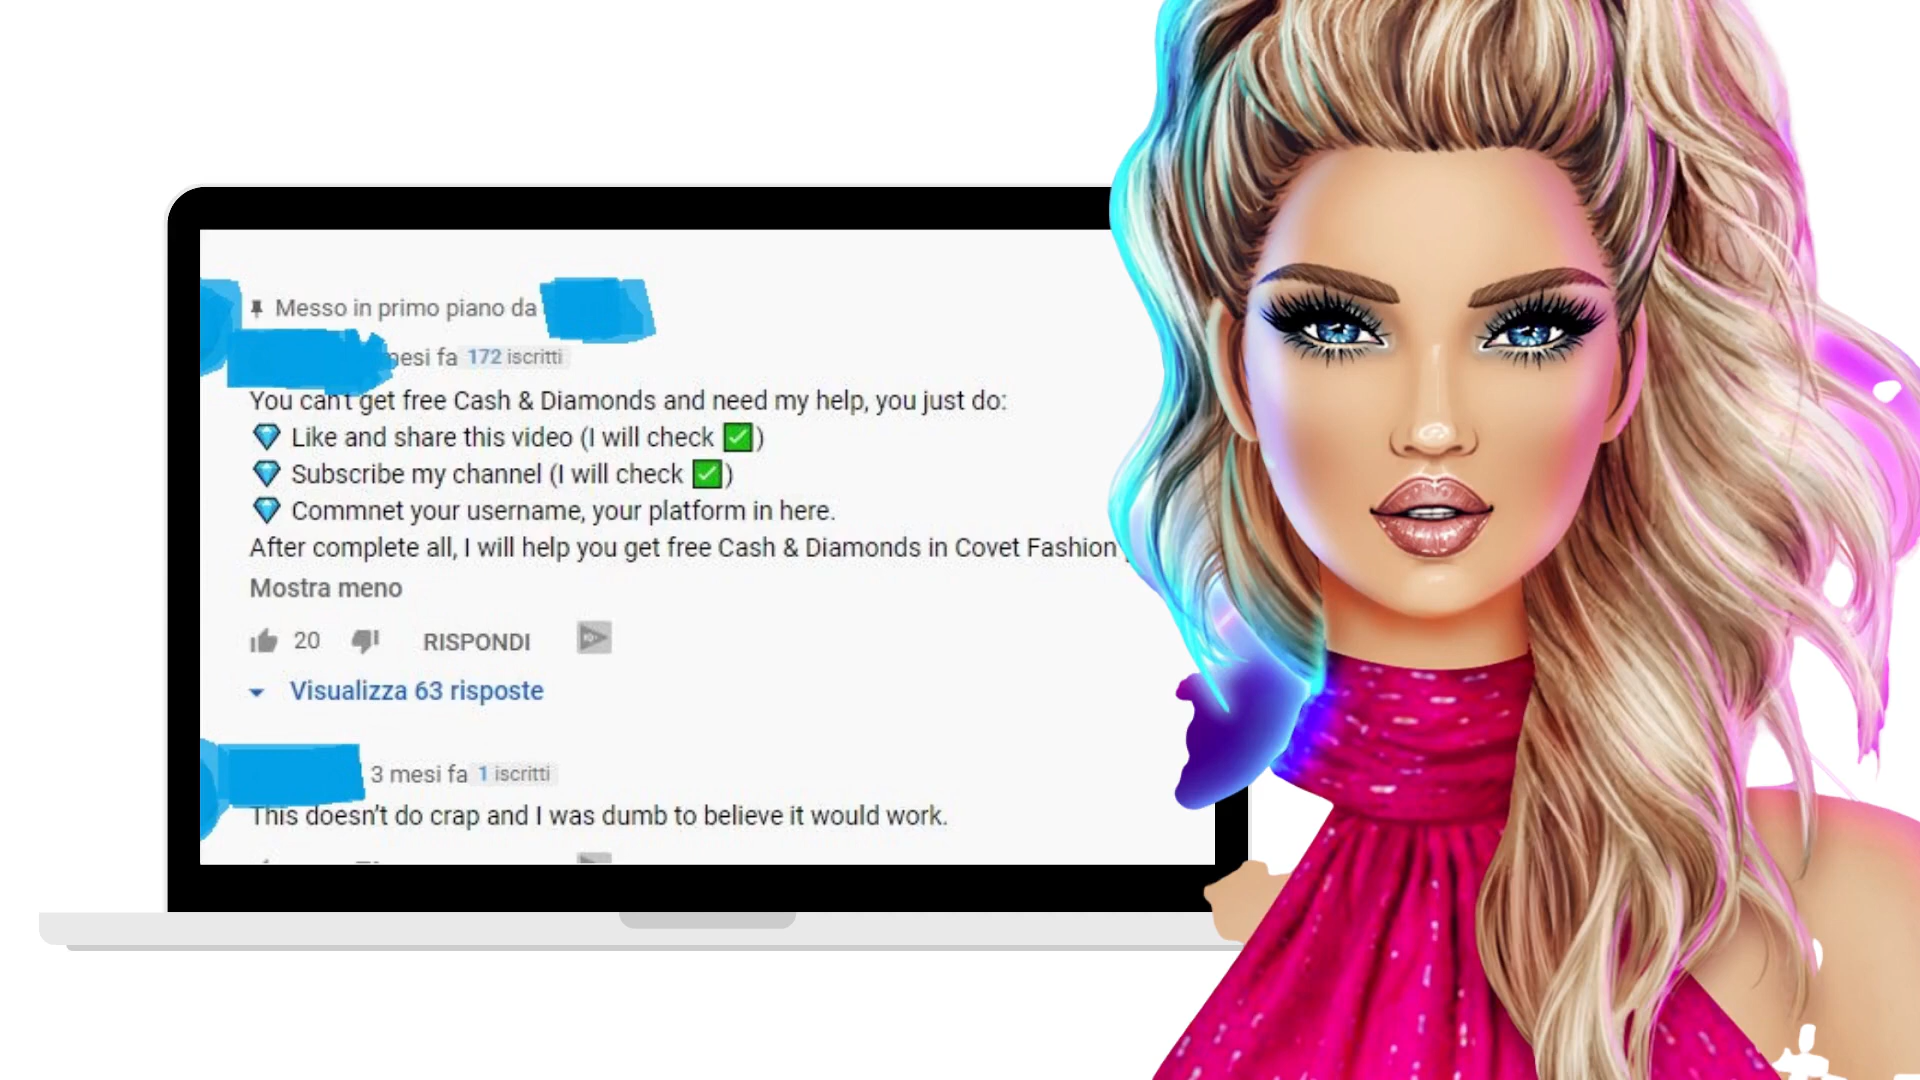 Messo in primo piano da
mesi fa 172 iscritti
You can't get free Cash & Diamonds and need my help, you just do:
💎 Like and share this video (I will check ✅)
💎 Subscribe my channel (I will check ✅)
💎 Commnet your username, your platform in here.
After complete all, I will help you get free Cash & Diamonds in Covet Fashion
Mostra meno
20 RISPONDI
Visualizza 63 risposte
3 mesi fa 1 iscritti
This doesn't do crap and I was dumb to believe it would work.